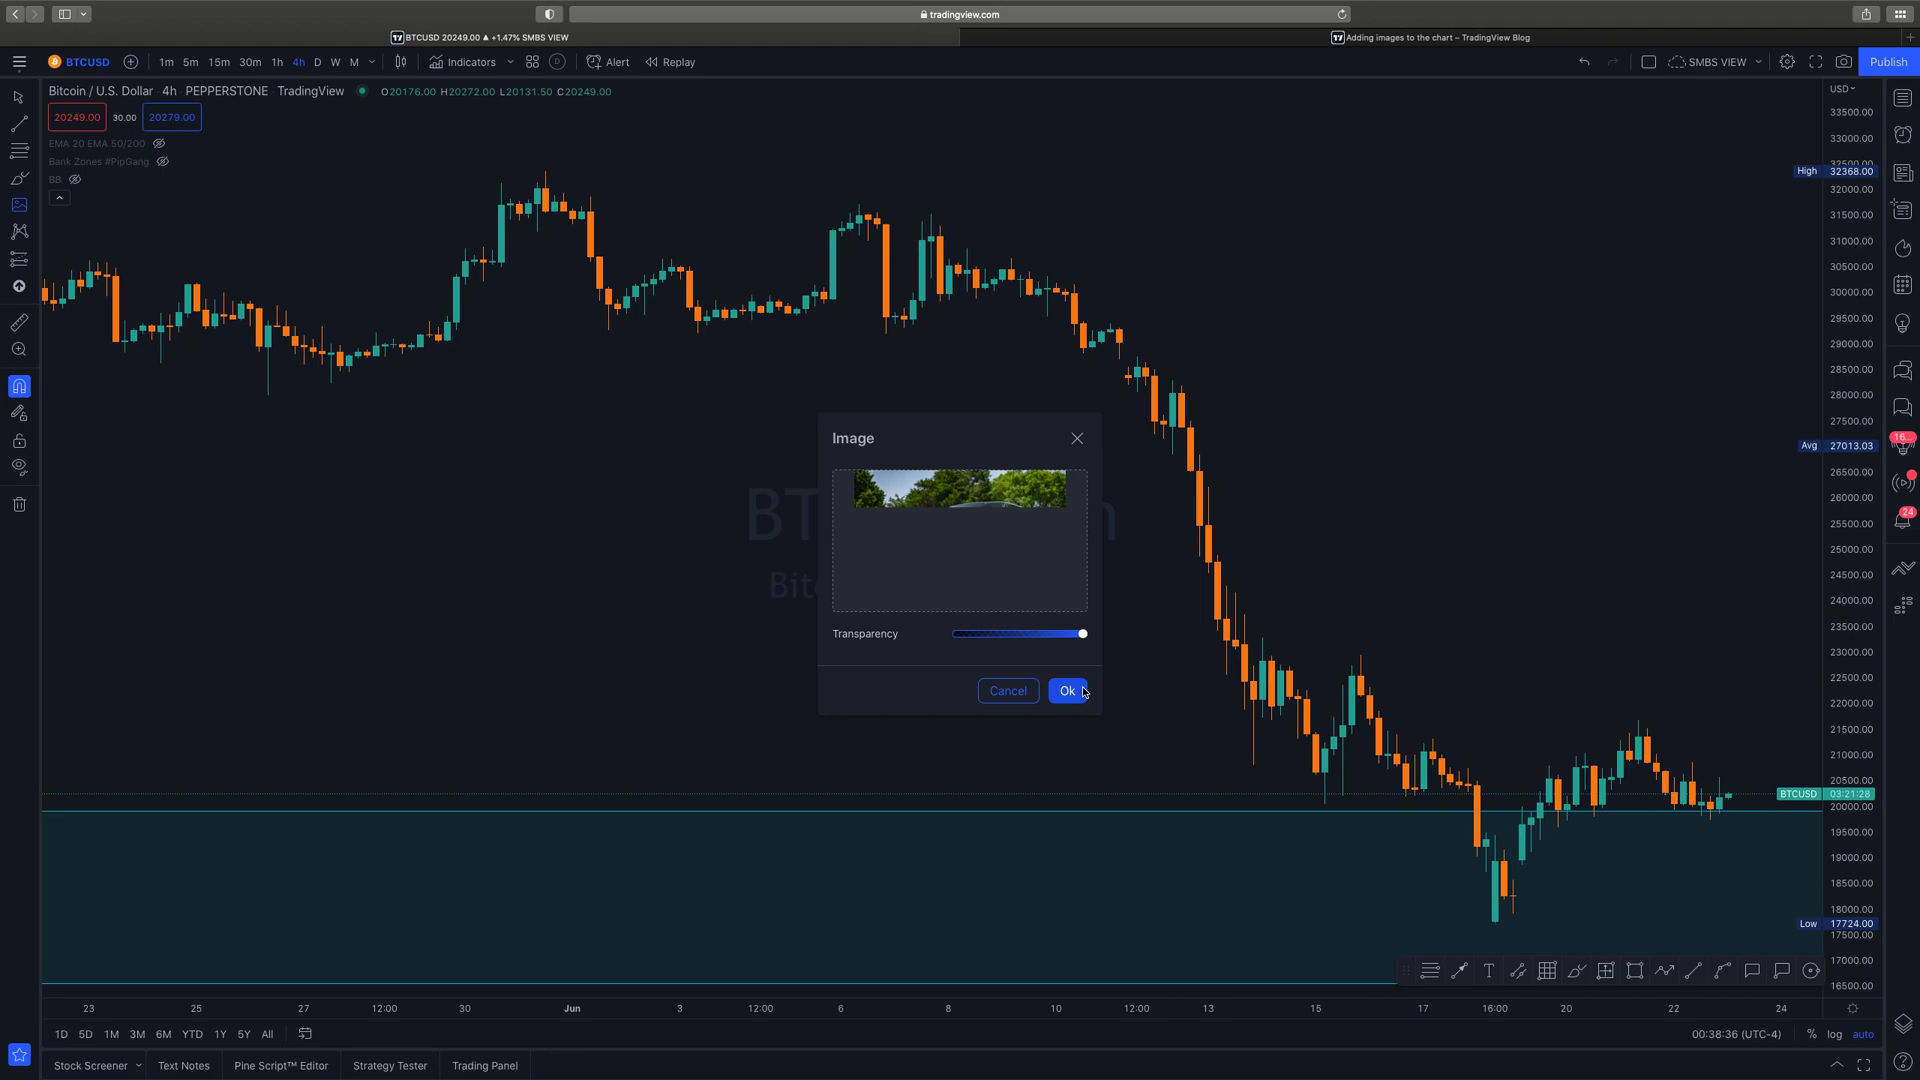 tradingview.com
BTCUSD 20249.00 ▲ +1.47% SMBS VIEW
Adding images to the chart – TradingView Blog
BTCUSD 1m 5m 15m 30m 1h 4h D W M Indicators D Alert Replay SMBS VIEW Publish
Bitcoin / U.S. Dollar · 4h · PEPPERSTONE · TradingView O20176.00 H20272.00 L20131.50 C20249.00
USD
20249.00 30.00 20279.00
EMA 20 EMA 50/200
Bank Zones #PipGang
BB
33500.00
33000.00
32500.00
High 32368.00
32000.00
31500.00
31000.00
30500.00
30000.00
29500.00
29000.00
28500.00
28000.00
27500.00
Avg 27013.03
26500.00
26000.00
25500.00
25000.00
24500.00
24000.00
23500.00
23000.00
22500.00
22000.00
21500.00
21000.00
20500.00
BTCUSD 03:21:28
20000.00
19500.00
19000.00
18500.00
18000.00
Low 17724.00
17500.00
17000.00
16500.00
16...
24
Image
Transparency
Cancel Ok
23 25 27 12:00 30 Jun 3 12:00 6 8 10 12:00 13 15 17 16:00 20 22 24
1D 5D 1M 3M 6M YTD 1Y 5Y All 00:38:36 (UTC-4) % log auto
Stock Screener Text Notes Pine Script™ Editor Strategy Tester Trading Panel